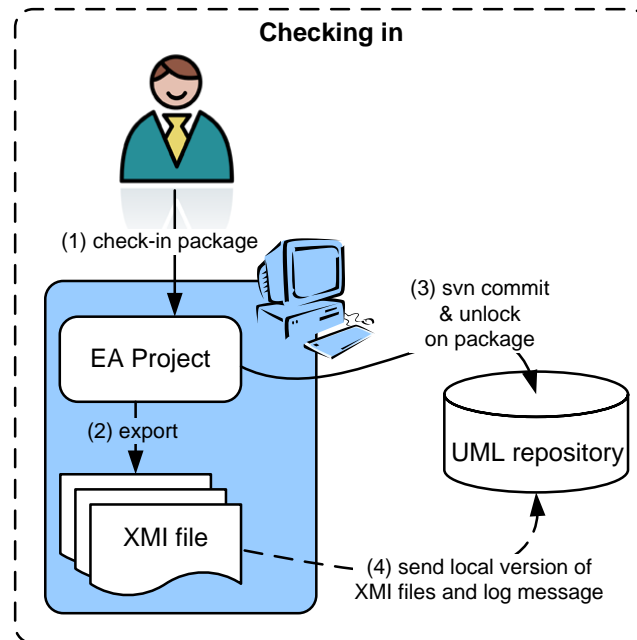 Checking in
(1) check-in package
(3) svn commit
& unlock
on package
EA Project
(2) export
UML repository
XMI file
(4) send local version of
XMI files and log message